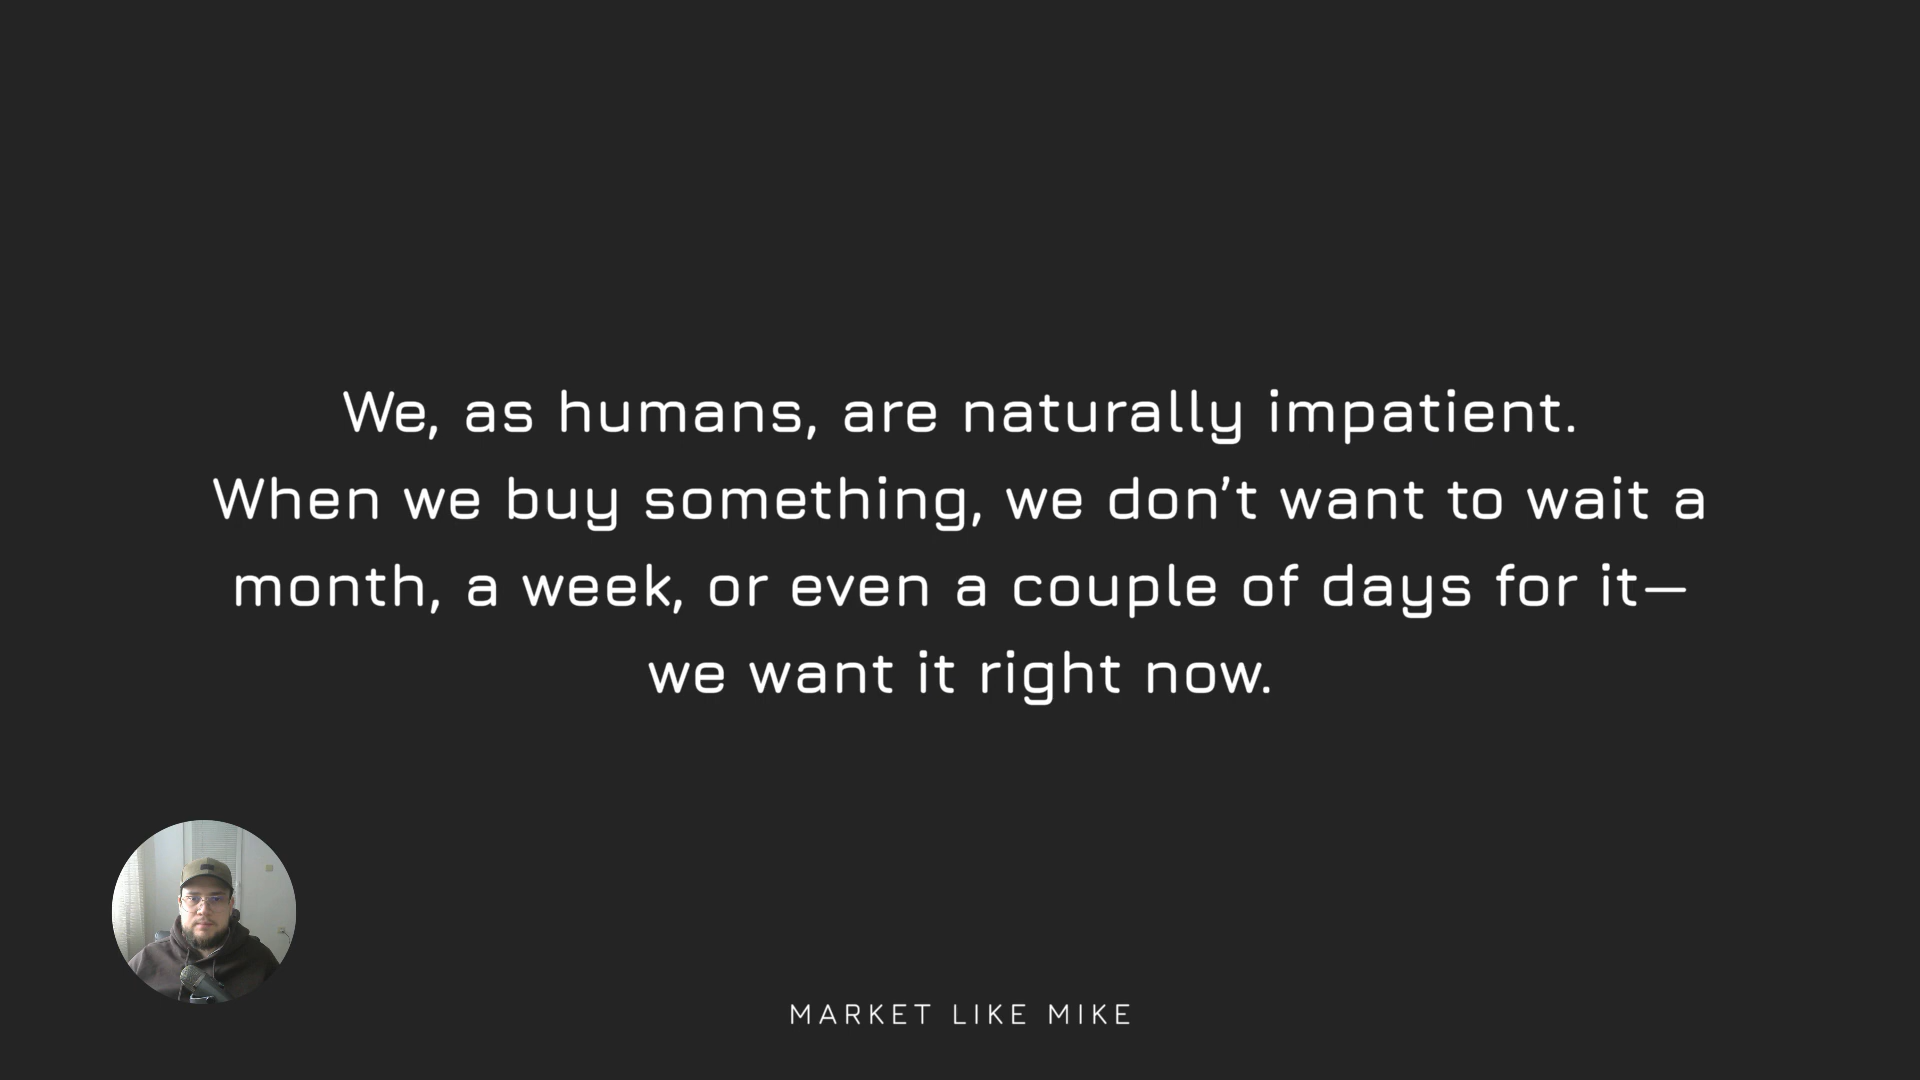 We, as humans, are naturally impatient.
When we buy something, we don’t want to wait a
month, a week, or even a couple of days for it—
we want it right now.
MARKET LIKE MIKE